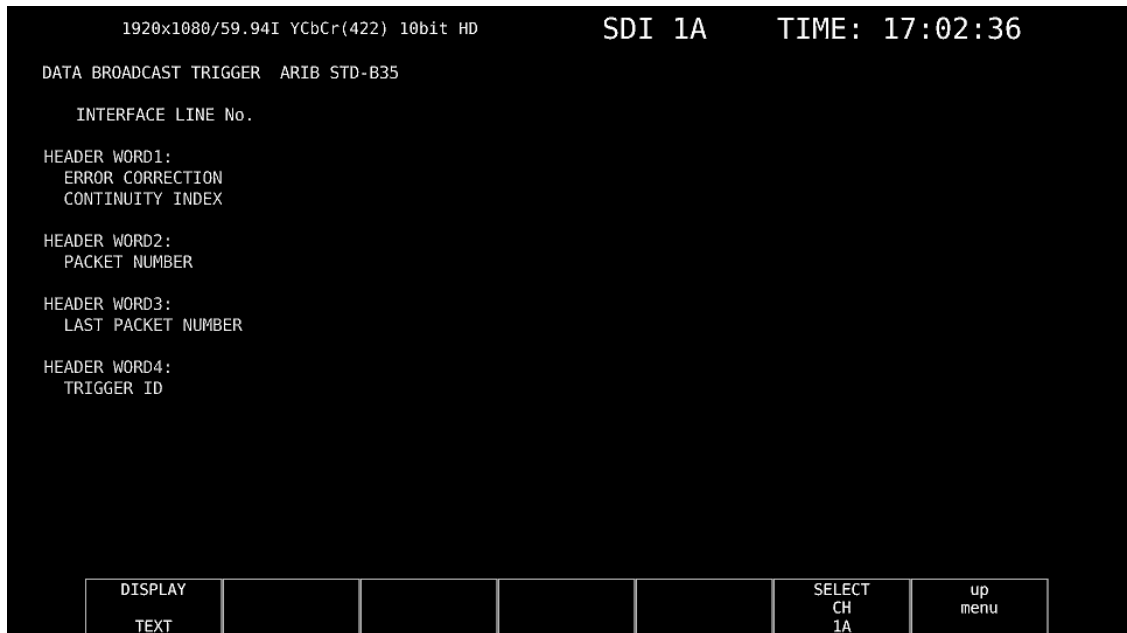 1920x1080/59.94I YCbCr(422) 10bit HD SDI 1A TIME: 17:02:36
DATA BROADCAST TRIGGER ARIB STD-B35
INTERFACE LINE No.
HEADER WORD1:
ERROR CORRECTION
CONTINUITY INDEX
HEADER WORD2:
PACKET NUMBER
HEADER WORD3:
LAST PACKET NUMBER
HEADER WORD4:
TRIGGER ID
DISPLAY
TEXT
SELECT
CH
1A
up
menu